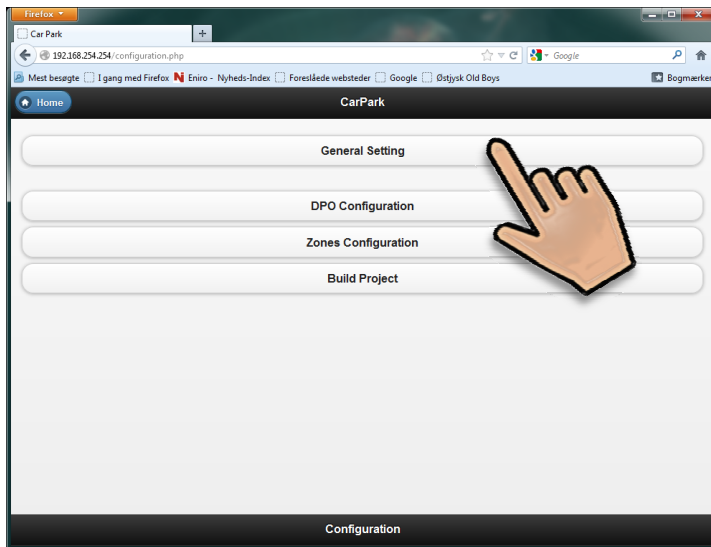 Firefox
Car Park
192.168.254.254/configuration.php
Google
Mest besøgte I gang med Firefox Eniro - Nyheds-Index Foreslåede websteder Google Østjysk Old Boys Bogmærker
Home CarPark
General Setting
DPO Configuration
Zones Configuration
Build Project
Configuration